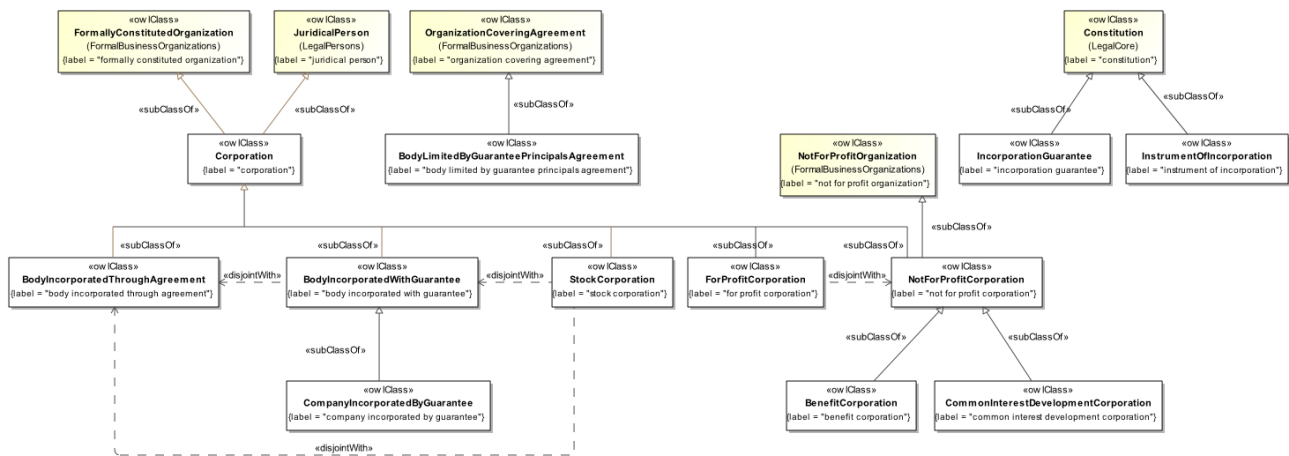 «owlClass»
FormallyConstitutedOrganization
(FormalBusinessOrganizations)
{label = "formally constituted organization"}
«owlClass»
JuridicalPerson
(LegalPersons)
{label = "juridical person"}
«owlClass»
OrganizationCoveringAgreement
(FormalBusinessOrganizations)
{label = "organization covering agreement"}
«owlClass»
Constitution
(LegalCore)
{label = "constitution"}
«subClassOf»
«subClassOf»
«subClassOf»
«subClassOf»
«subClassOf»
«owlClass»
Corporation
{label = "corporation"}
«owlClass»
BodyLimitedByGuaranteePrincipalsAgreement
{label = "body limited by guarantee principals agreement"}
«owlClass»
NotForProfitOrganization
(FormalBusinessOrganizations)
{label = "not for profit organization"}
«owlClass»
IncorporationGuarantee
{label = "incorporation guarantee"}
«owlClass»
InstrumentOfIncorporation
{label = "instrument of incorporation"}
«subClassOf»
«subClassOf»
«subClassOf»
«subClassOf»
«subClassOf»
«subClassOf»
«owlClass»
BodyIncorporatedThroughAgreement
{label = "body incorporated through agreement"}
«disjointWith»
«owlClass»
BodyIncorporatedWithGuarantee
{label = "body incorporated with guarantee"}
«disjointWith»
«owlClass»
StockCorporation
{label = "stock corporation"}
«owlClass»
ForProfitCorporation
{label = "for profit corporation"}
«disjointWith»
«owlClass»
NotForProfitCorporation
{label = "not for profit corporation"}
«subClassOf»
«subClassOf»
«subClassOf»
«owlClass»
CompanyIncorporatedByGuarantee
{label = "company incorporated by guarantee"}
«owlClass»
BenefitCorporation
{label = "benefit corporation"}
«owlClass»
CommonInterestDevelopmentCorporation
{label = "common interest development corporation"}
«disjointWith»